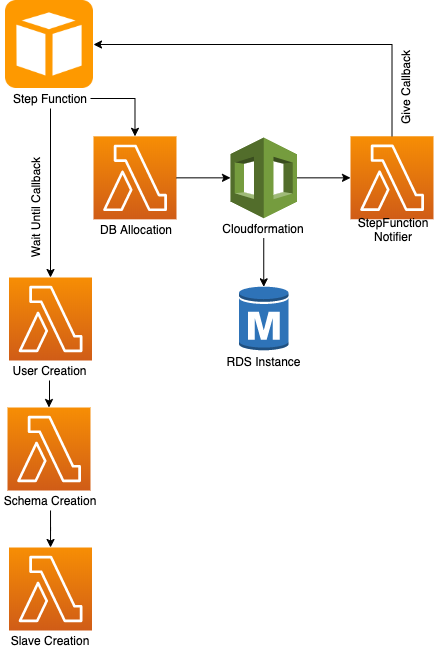 Step Function
Give Callback
Wait Until Callback
DB Allocation
Cloudformation
StepFunction
Notifier
M
RDS Instance
User Creation
Schema Creation
Slave Creation